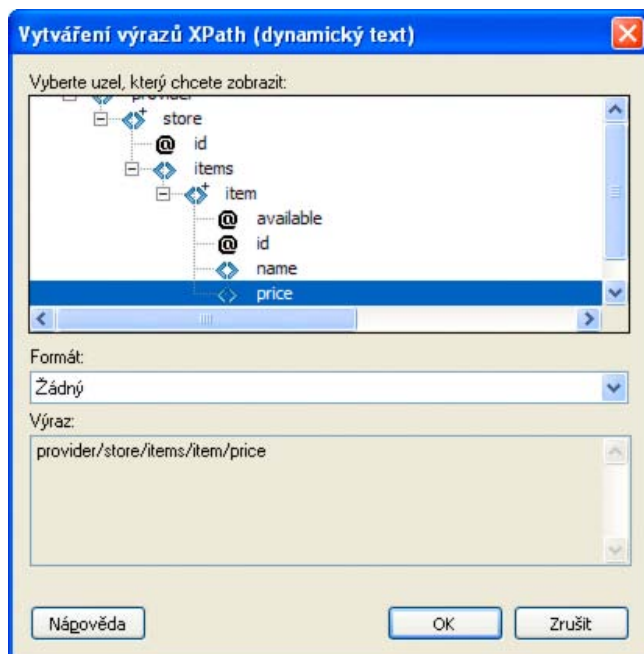 Vytváření výrazů XPath (dynamický text)
Vyberte uzel, který chcete zobrazit:
provider
store
@ id
items
item
@ available
@ id
name
price
Formát:
Žádný
Výraz:
provider/store/items/item/price
Nápověda
OK
Zrušit